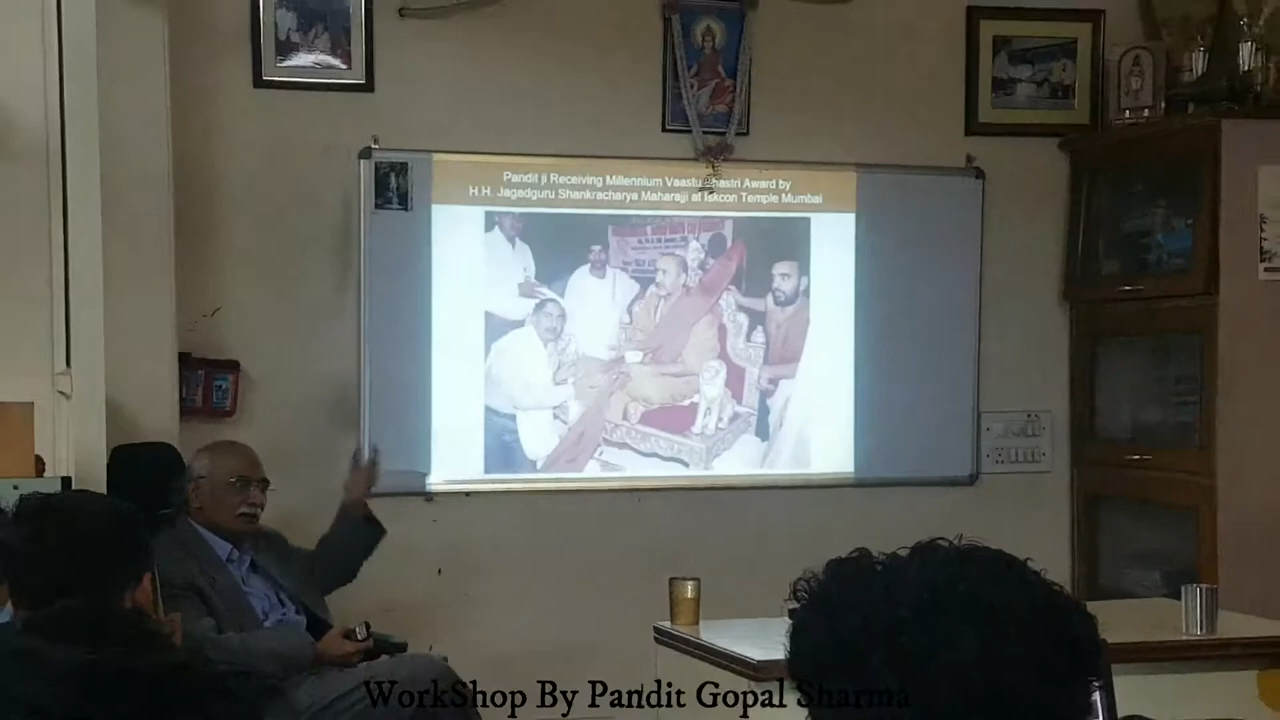 Pandit ji Receiving Millennium Vaastu Shastri Award by
H.H. Jagadguru Shankracharya Maharajji at Iskcon Temple Mumbai
WorkShop By Pandit Gopal Sharma